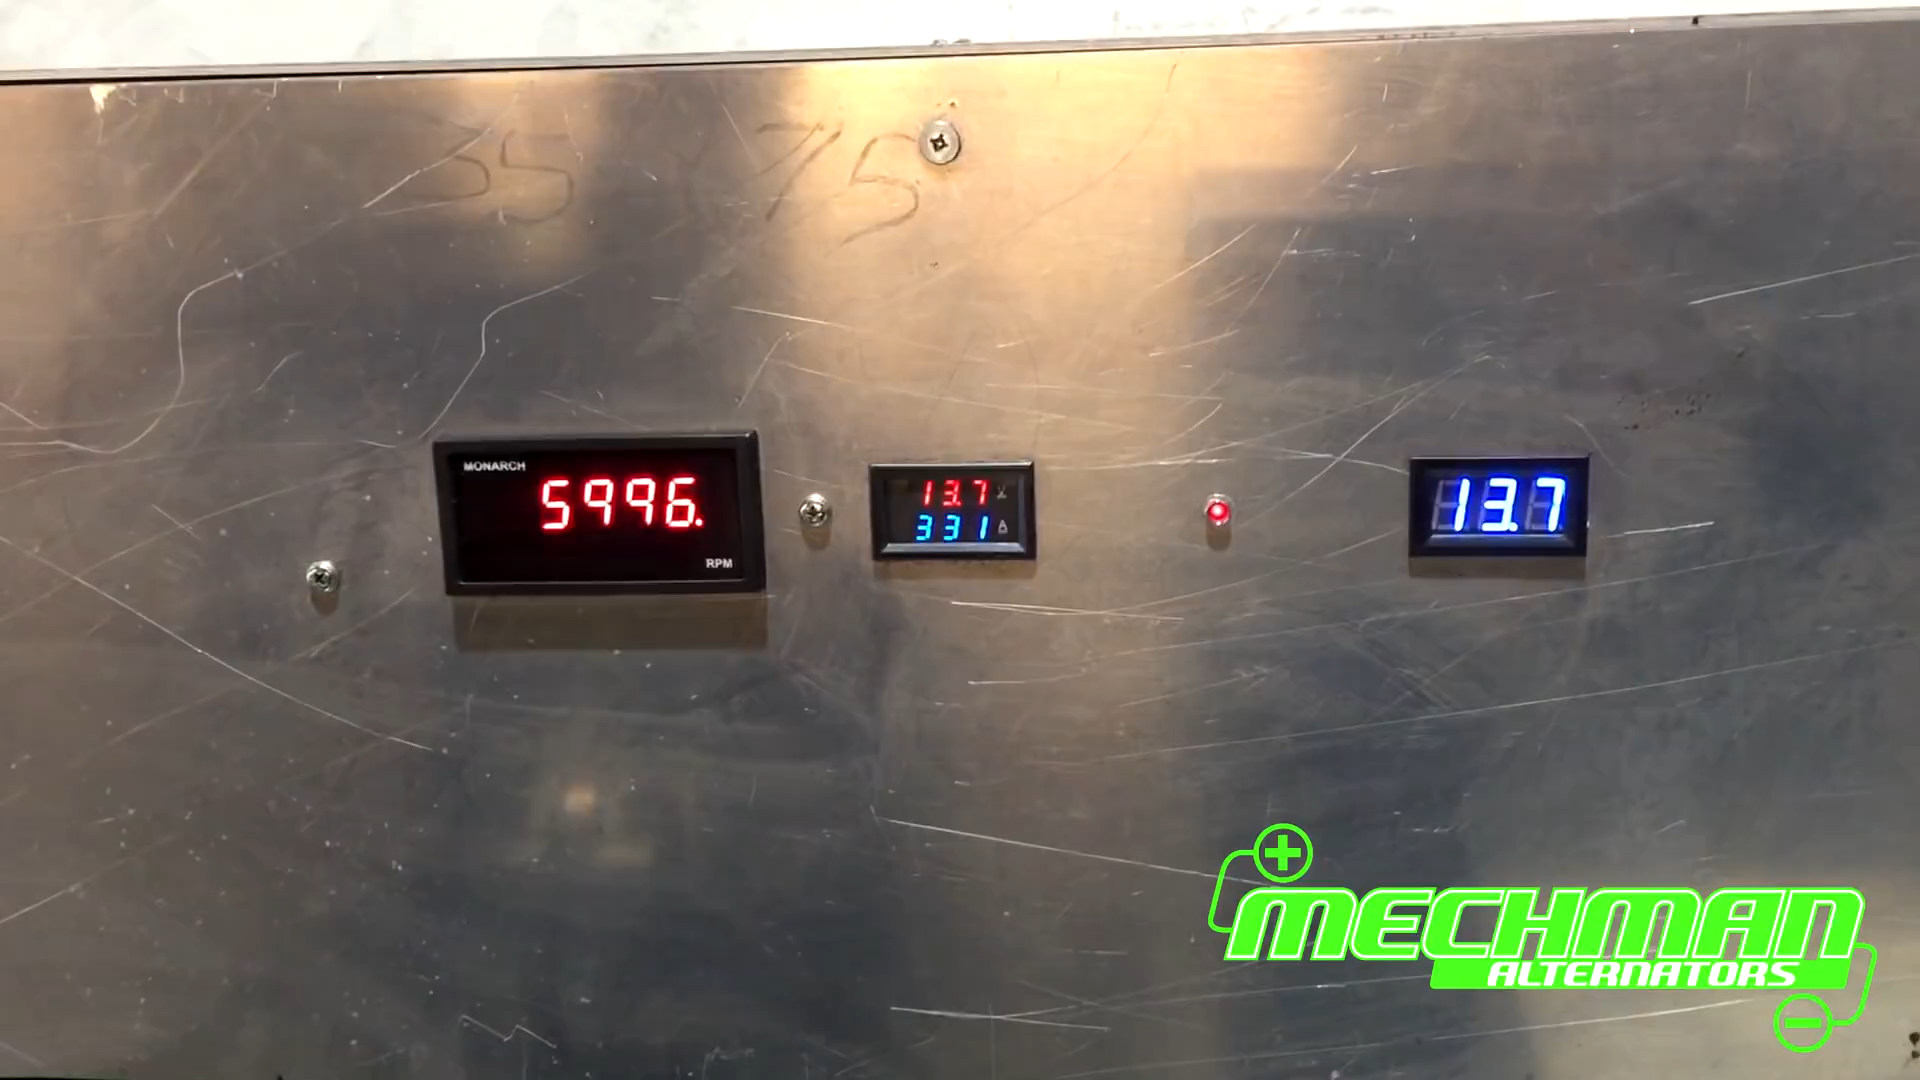 35 75
MONARCH
5996.
RPM
13.7 V
331 A
13.7
MECHMAN
ALTERNATORS